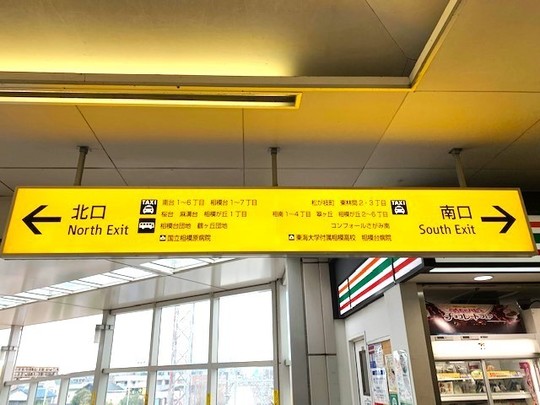 北口
North Exit
TAXI
南台1〜6丁目 相模台1〜7丁目
桜台 麻溝台 相模が丘1丁目
相模台団地 鶴ヶ丘団地
国立相模原病院
松が枝町 東林間2・3丁目
TAXI
相南1〜4丁目 翠ヶ丘 相模が丘2〜6丁目
コンフォールさがみ南
東海大学付属相模高校 相模台病院
南口
South Exit